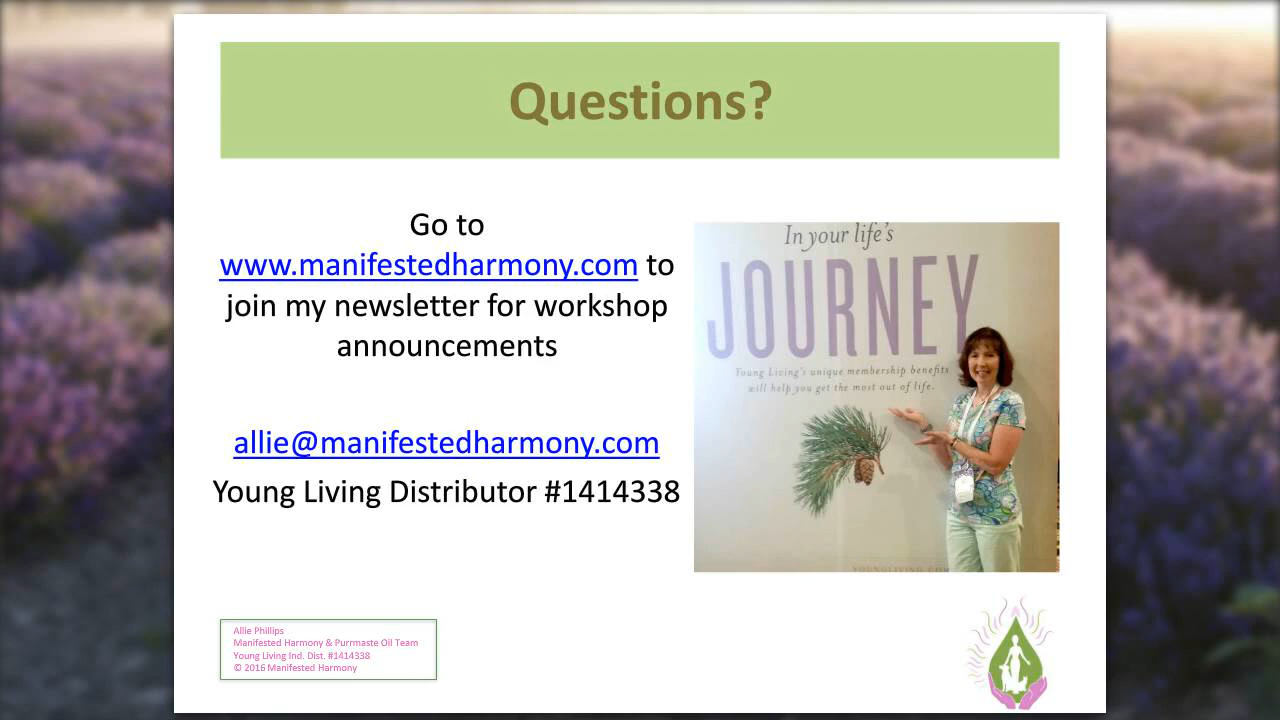 Questions?
Go to
www.manifestedharmony.com to
join my newsletter for workshop
announcements
allie@manifestedharmony.com
Young Living Distributor #1414338
In your life's
JOURNEY
Young Living's unique membership benefits
will help you get the most out of life.
YOUNGLIVING.COM
Allie Phillips
Manifested Harmony & Purrmaste Oil Team
Young Living Ind. Dist. #1414338
© 2016 Manifested Harmony